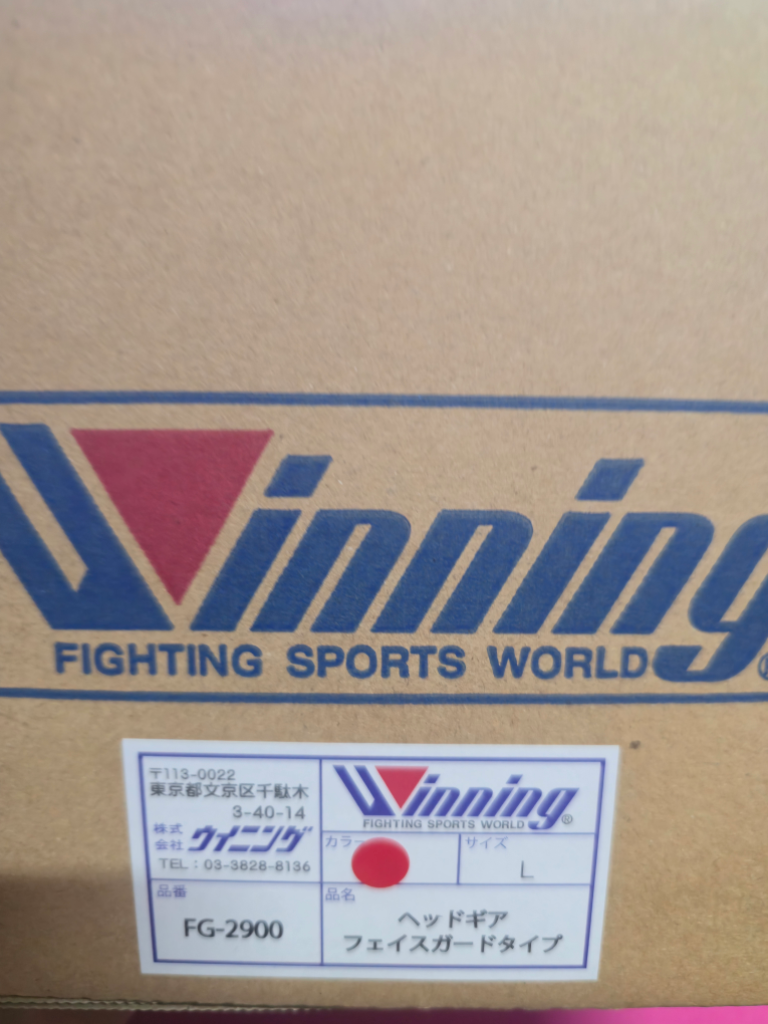 Winning
FIGHTING SPORTS WORLD
〒113-0022
東京都文京区千駄木
3-40-14
株式
会社 ウイニング
TEL：03-3828-8136
Winning®
FIGHTING SPORTS WORLD
カラー
サイズ
L
品番
FG-2900
品名
ヘッドギア
フェイスガードタイプ